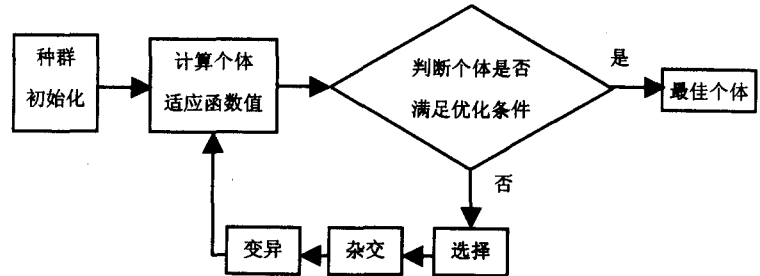 种群
初始化
计算个体
适应函数值
判断个体是否
满足优化条件
是
最佳个体
否
选择
杂交
变异